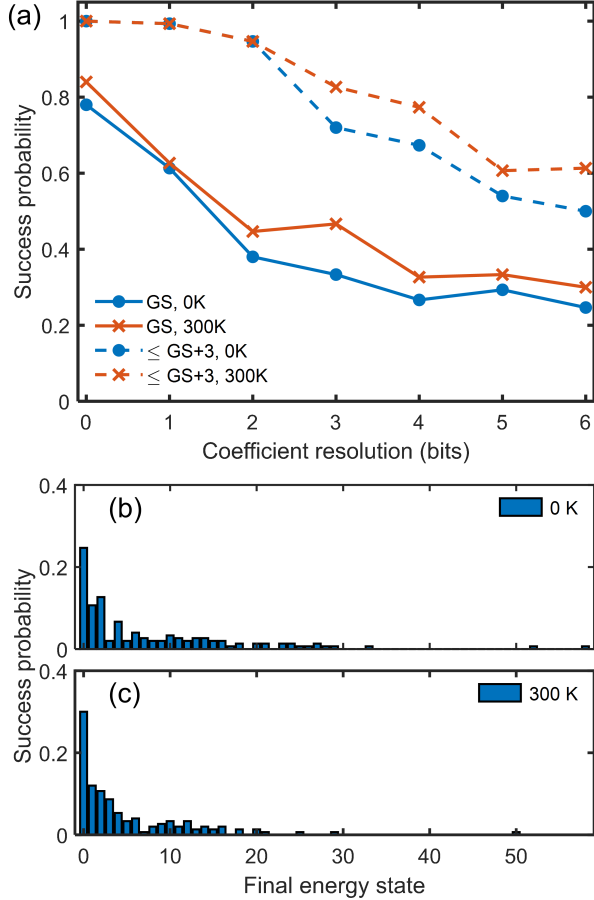 (a)
Success probability
1
0.8
0.6
0.4
0.2
0
GS, 0K
GS, 300K
≤ GS+3, 0K
≤ GS+3, 300K
0 1 2 3 4 5 6
Coefficient resolution (bits)
Success probability
0.4
0.2
0
(b)
0 K
0.4
0.2
0
(c)
300 K
0 10 20 30 40 50
Final energy state